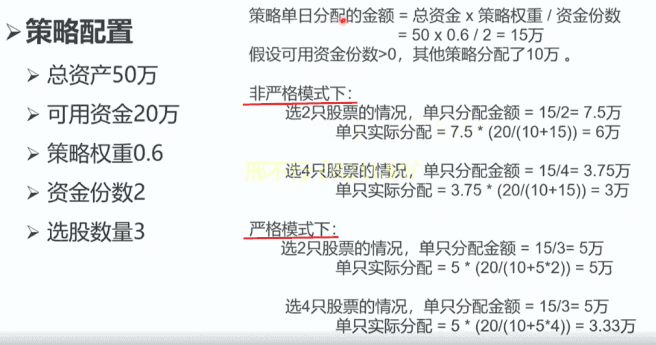 策略配置
总资产50万
可用资金20万
策略权重0.6
资金份数2
选股数量3
策略单日分配的金额 = 总资金 x 策略权重 / 资金份数
= 50 x 0.6 / 2 = 15万
假设可用资金份数>0，其他策略分配了10万 。
非严格模式下：
选2只股票的情况，单只分配金额 = 15/2= 7.5万
单只实际分配 = 7.5 * (20/(10+15)) = 6万
选4只股票的情况，单只分配金额 = 15/4= 3.75万
单只实际分配 = 3.75 * (20/(10+15)) = 3万
严格模式下：
选2只股票的情况，单只分配金额 = 15/3= 5万
单只实际分配 = 5 * (20/(10+5*2)) = 5万
选4只股票的情况，单只分配金额 = 15/3= 5万
单只实际分配 = 5 * (20/(10+5*4)) = 3.33万